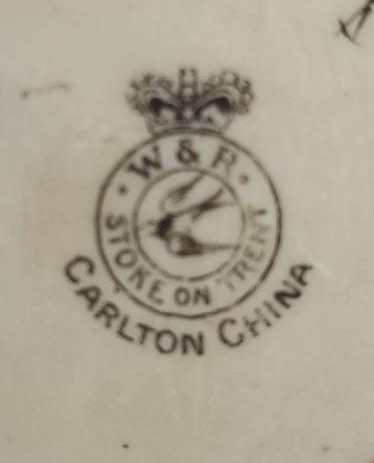 · W & R ·
STOKE ON TRENT
CARLTON CHINA